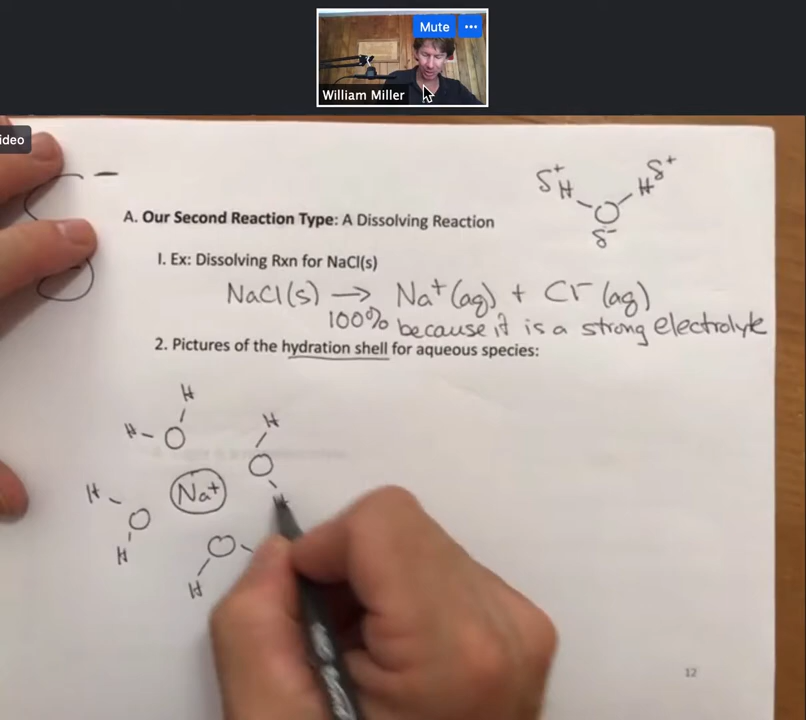 Mute ...
William Miller
ideo
δ+ H H δ+
O
δ-
A. Our Second Reaction Type: A Dissolving Reaction
I. Ex: Dissolving Rxn for NaCl(s)
NaCl(s) → Na+(aq) + Cl-(aq)
100% because it is a strong electrolyte
2. Pictures of the hydration shell for aqueous species:
H
H - O
H
O
H
H
Na+
O
H
O
H
12